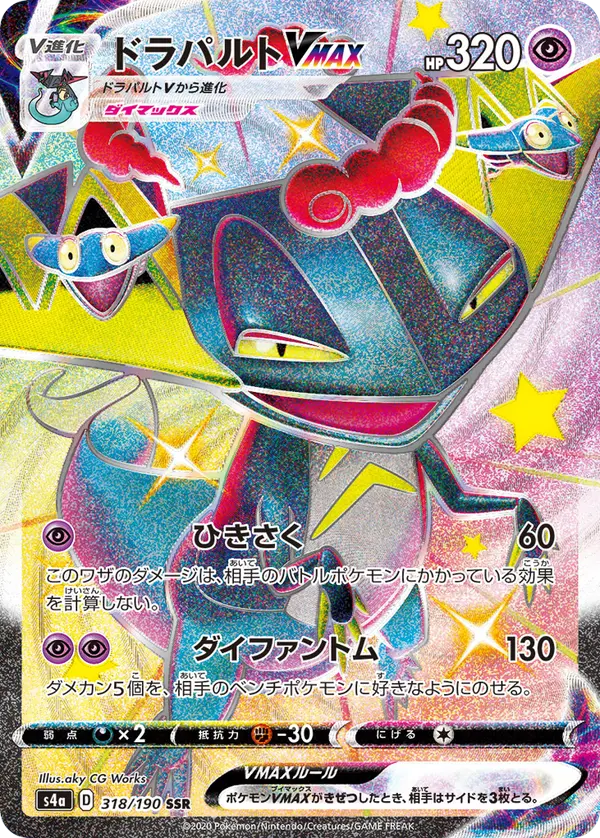 V進化
ドラパルトVMAX
HP320
ドラパルトVから進化
ダイマックス
ひきさく 60
このワザのダメージは、相手のバトルポケモンにかかっている効果
を計算しない。
ダイファントム 130
ダメカン5個を、相手のベンチポケモンに好きなようにのせる。
弱点 ×2 抵抗力 -30 にげる
Illus.aky CG Works
VMAXルール
s4a D 318/190 SSR
ポケモンVMAXがきぜつしたとき、相手はサイドを3枚とる。
©2020 Pokémon/Nintendo/Creatures/GAME FREAK